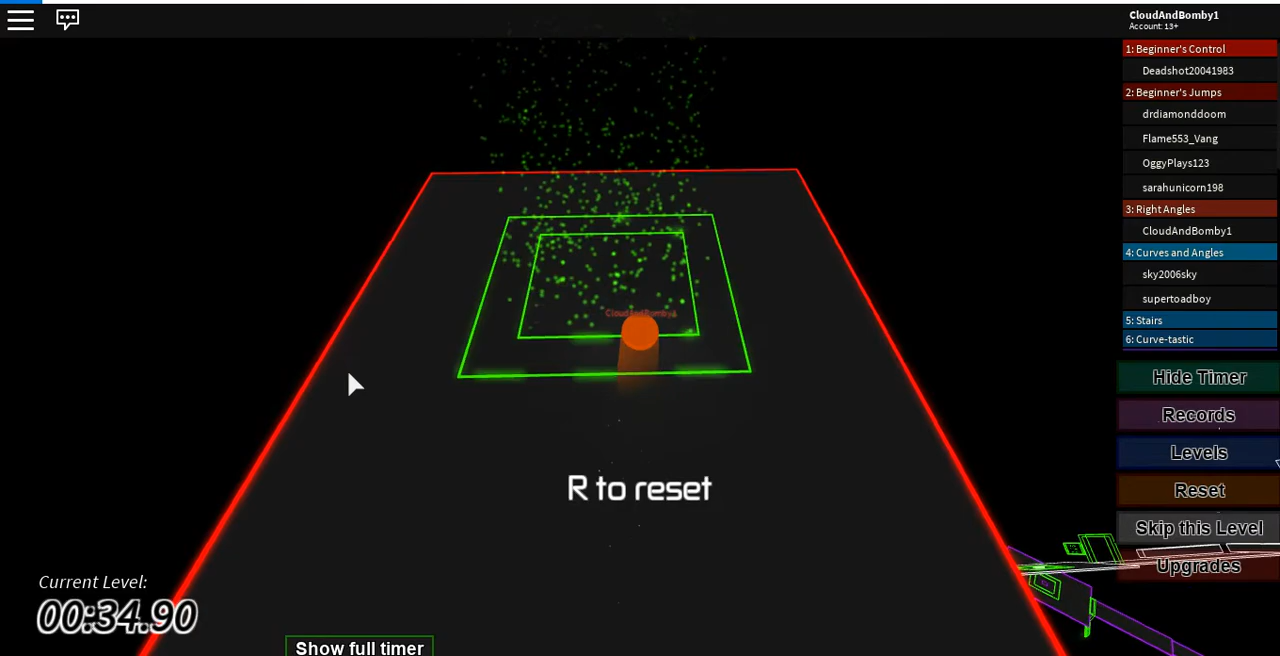 CloudAndBomby1
Account: 13+
1: Beginner's Control
Deadshot20041983
2: Beginner's Jumps
drdiamonddoom
Flame553_Vang
OggyPlays123
sarahunicorn198
3: Right Angles
CloudAndBomby1
4: Curves and Angles
sky2006sky
supertoadboy
5: Stairs
6: Curve-tastic
CloudAndBomby1
Hide Timer
Records
Levels
Reset
Skip this Level
Upgrades
R to reset
Current Level:
00:34.90
Show full timer